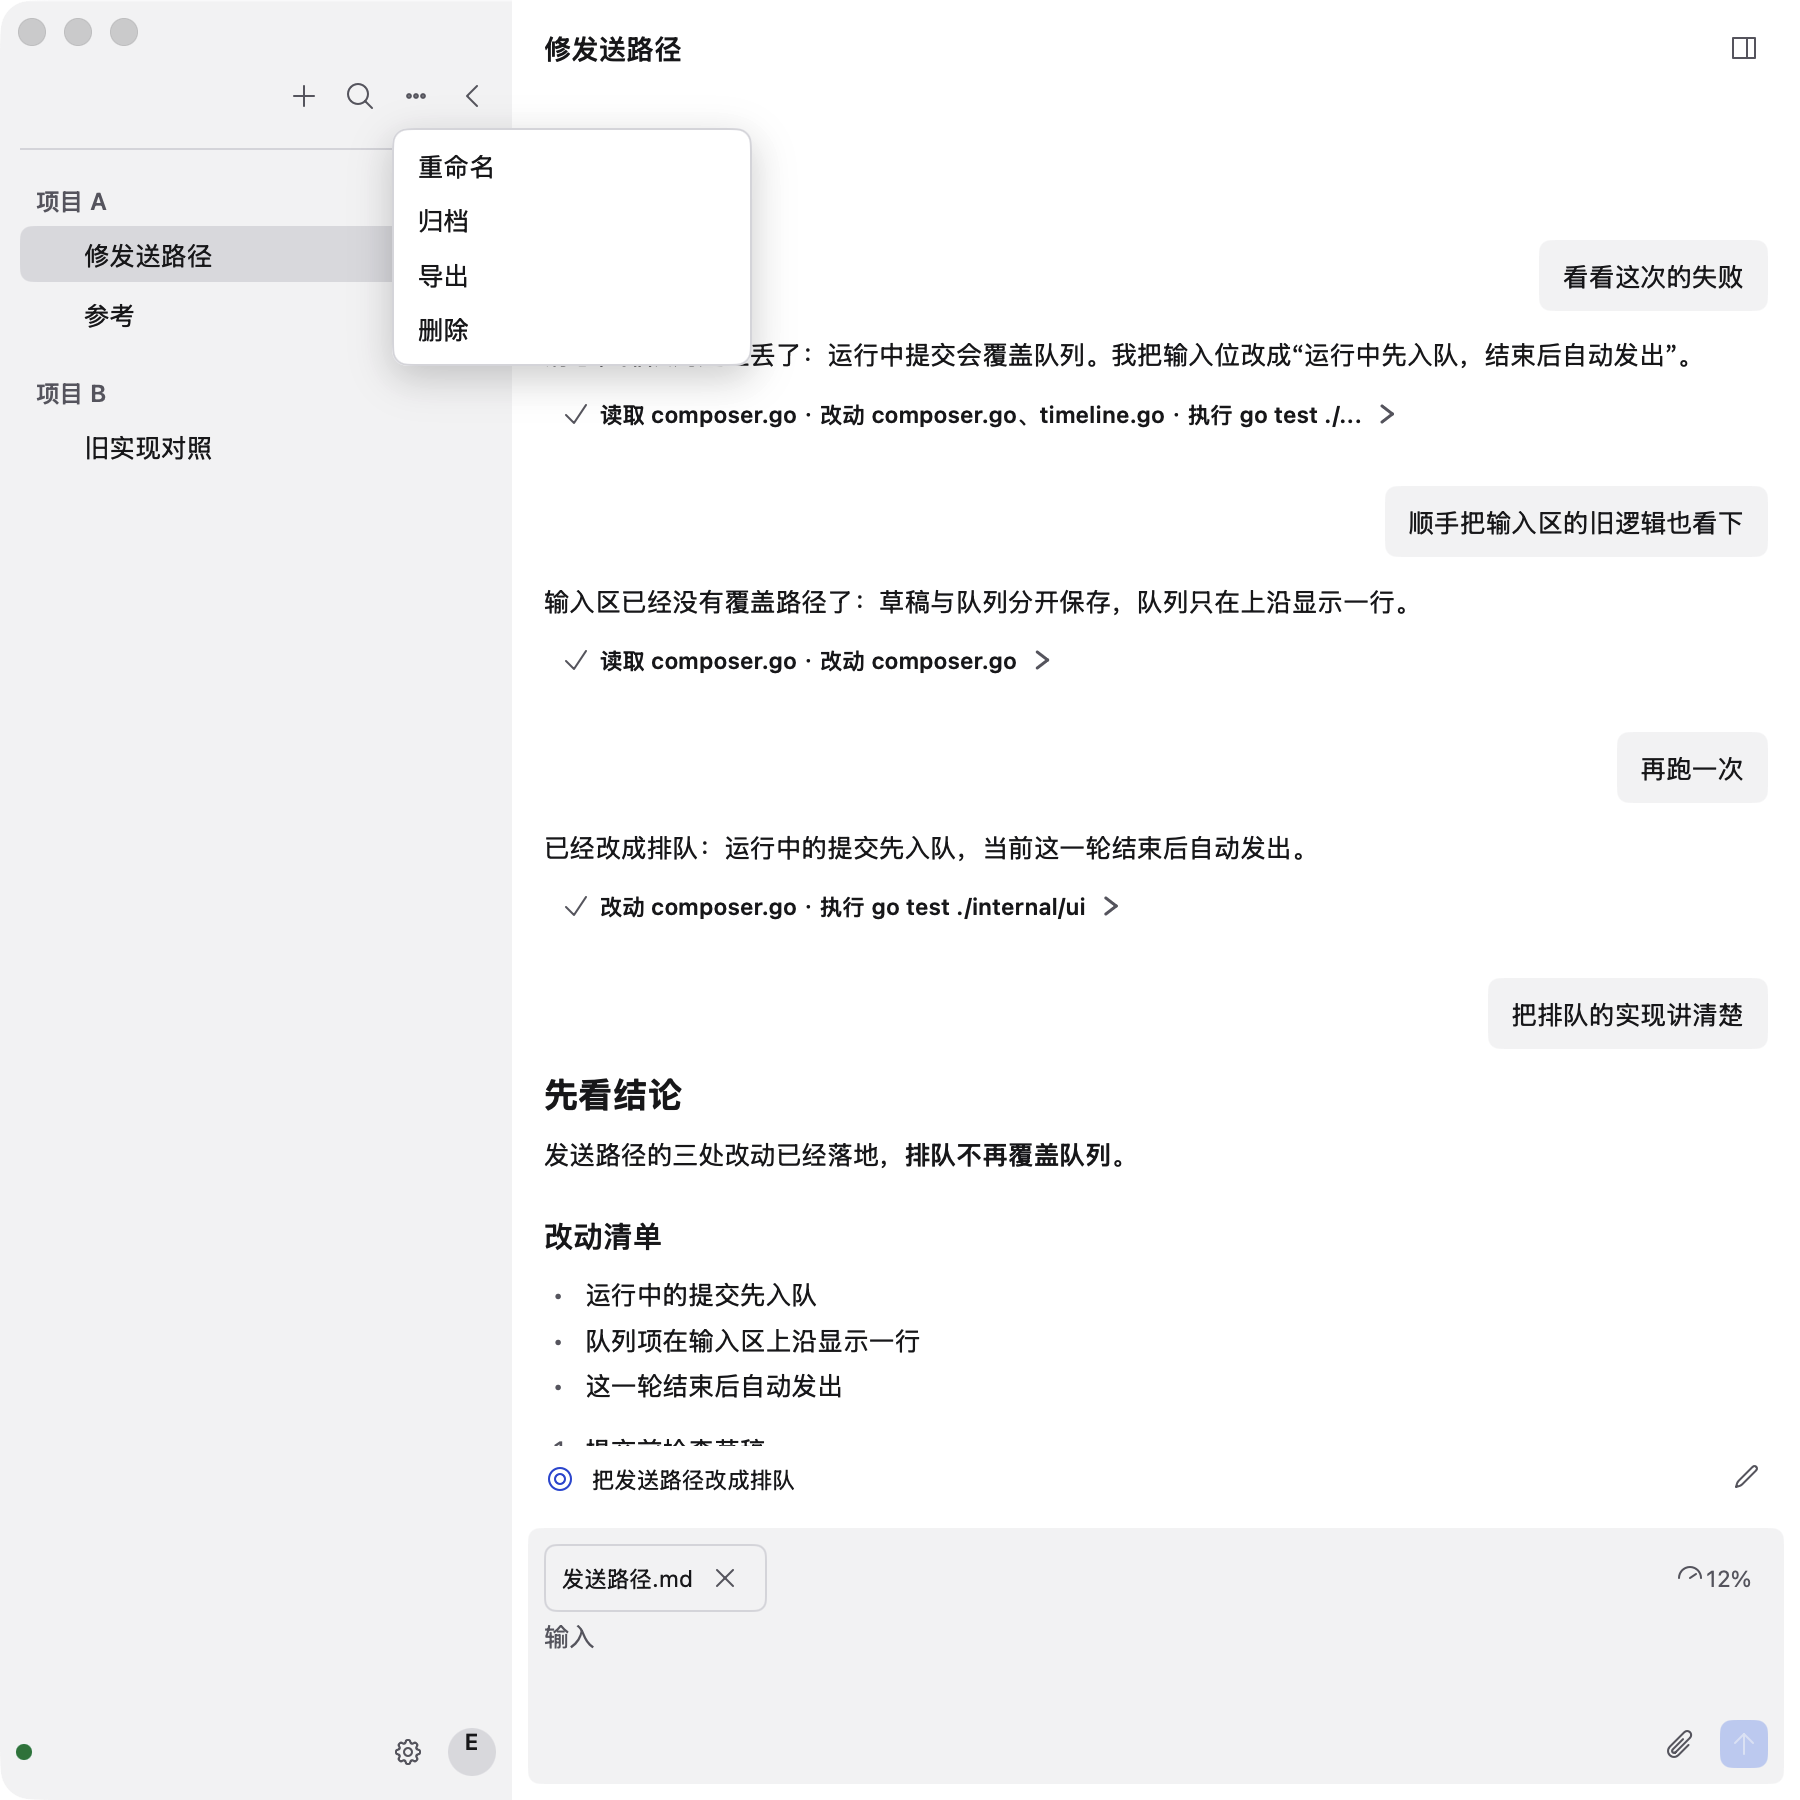 修发送路径
重命名
归档
导出
删除
项目 A
修发送路径
参考
项目 B
旧实现对照
E
看看这次的失败
丢了：运行中提交会覆盖队列。我把输入位改成“运行中先入队，结束后自动发出”。
读取 composer.go · 改动 composer.go、timeline.go · 执行 go test ./...
顺手把输入区的旧逻辑也看下
输入区已经没有覆盖路径了：草稿与队列分开保存，队列只在上沿显示一行。
读取 composer.go · 改动 composer.go
再跑一次
已经改成排队：运行中的提交先入队，当前这一轮结束后自动发出。
改动 composer.go · 执行 go test ./internal/ui
把排队的实现讲清楚
先看结论
发送路径的三处改动已经落地，排队不再覆盖队列。
改动清单
• 运行中的提交先入队
• 队列项在输入区上沿显示一行
• 这一轮结束后自动发出
把发送路径改成排队
发送路径.md
12%
输入